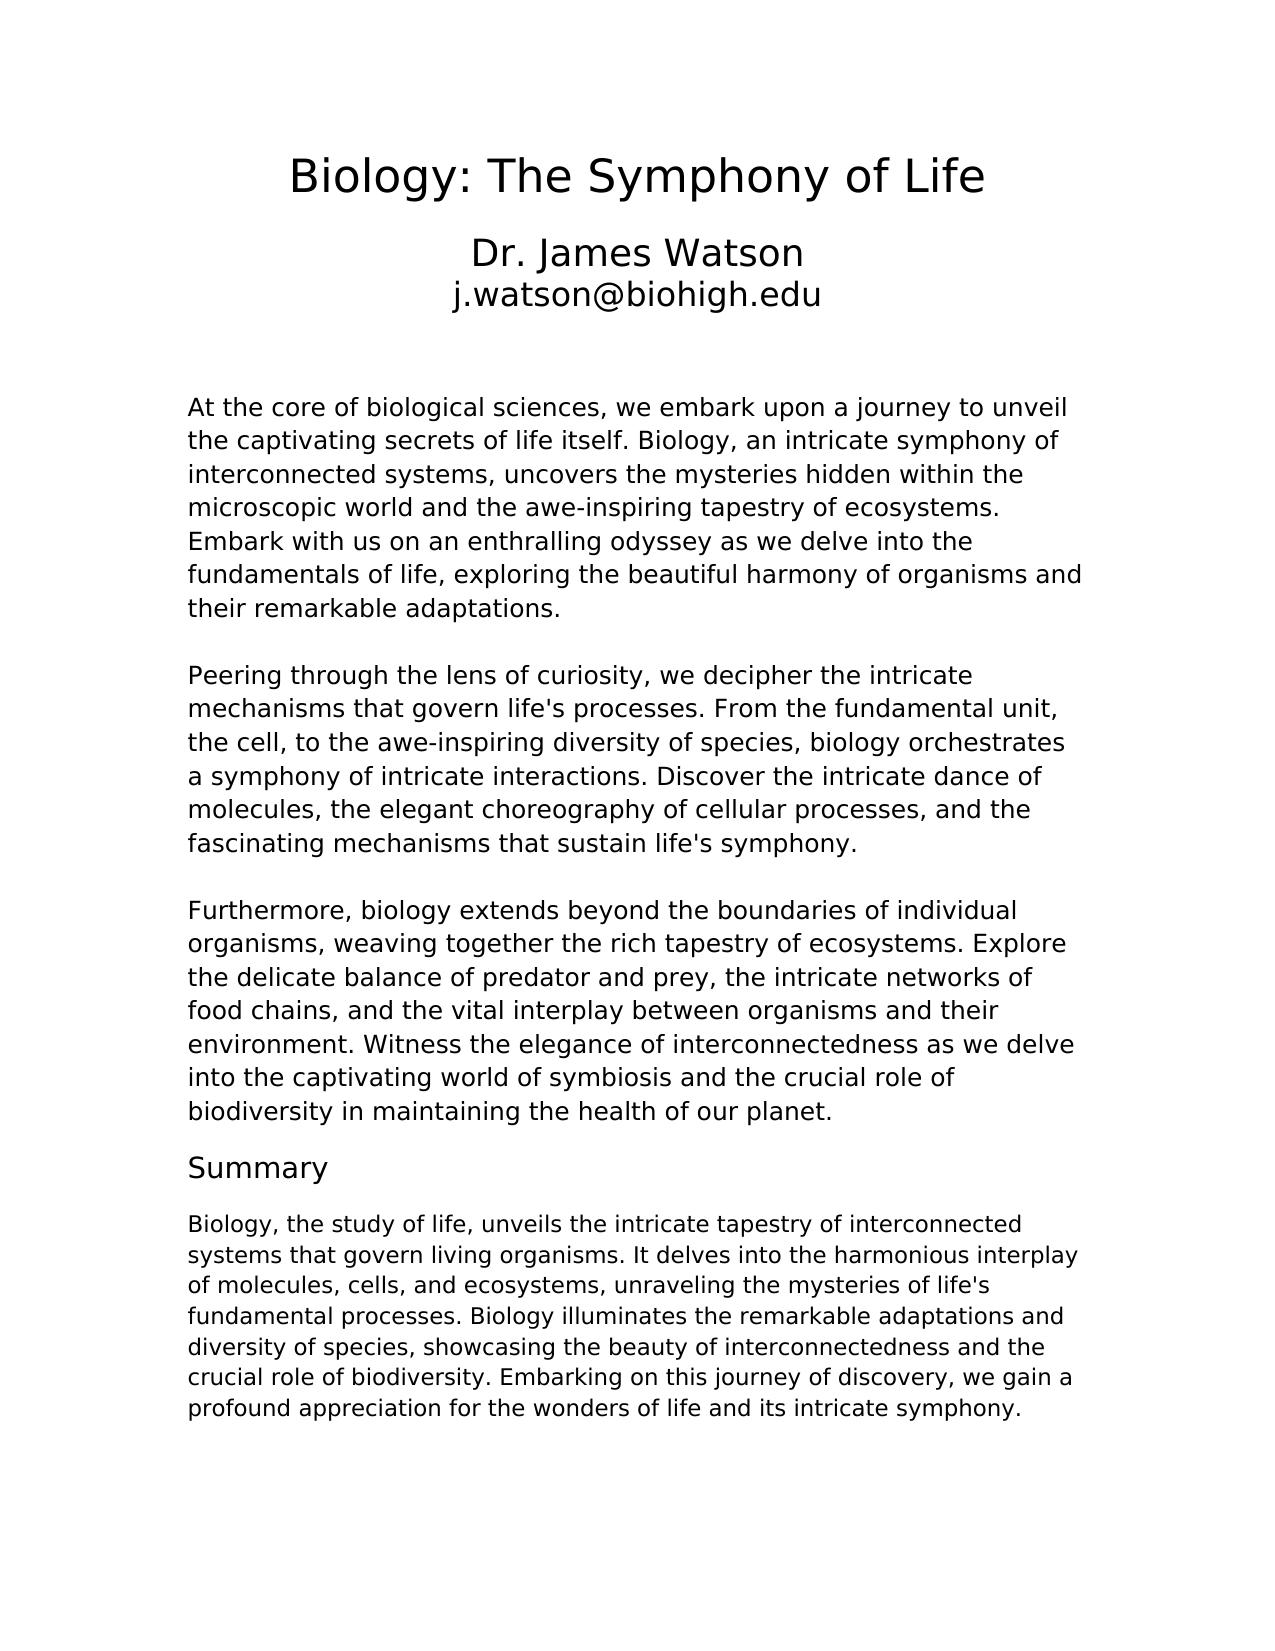 Biology: The Symphony of Life
Dr. James Watson
j.watson@biohigh.edu
At the core of biological sciences, we embark upon a journey to unveil
the captivating secrets of life itself. Biology, an intricate symphony of
interconnected systems, uncovers the mysteries hidden within the
microscopic world and the awe-inspiring tapestry of ecosystems.
Embark with us on an enthralling odyssey as we delve into the
fundamentals of life, exploring the beautiful harmony of organisms and
their remarkable adaptations.
Peering through the lens of curiosity, we decipher the intricate
mechanisms that govern life's processes. From the fundamental unit,
the cell, to the awe-inspiring diversity of species, biology orchestrates
a symphony of intricate interactions. Discover the intricate dance of
molecules, the elegant choreography of cellular processes, and the
fascinating mechanisms that sustain life's symphony.
Furthermore, biology extends beyond the boundaries of individual
organisms, weaving together the rich tapestry of ecosystems. Explore
the delicate balance of predator and prey, the intricate networks of
food chains, and the vital interplay between organisms and their
environment. Witness the elegance of interconnectedness as we delve
into the captivating world of symbiosis and the crucial role of
biodiversity in maintaining the health of our planet.
Summary
Biology, the study of life, unveils the intricate tapestry of interconnected
systems that govern living organisms. It delves into the harmonious interplay
of molecules, cells, and ecosystems, unraveling the mysteries of life's
fundamental processes. Biology illuminates the remarkable adaptations and
diversity of species, showcasing the beauty of interconnectedness and the
crucial role of biodiversity. Embarking on this journey of discovery, we gain a
profound appreciation for the wonders of life and its intricate symphony.